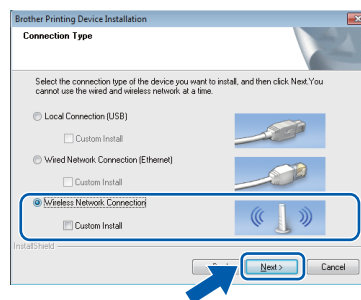 Brother Printing Device Installation
Connection Type
Select the connection type of the device you want to install, and then click Next.You
cannot use the wired and wireless network at a time.
Local Connection (USB)
Custom Install
Wired Network Connection (Ethernet)
Custom Install
Wireless Network Connection
Custom Install
InstallShield
Next > Cancel